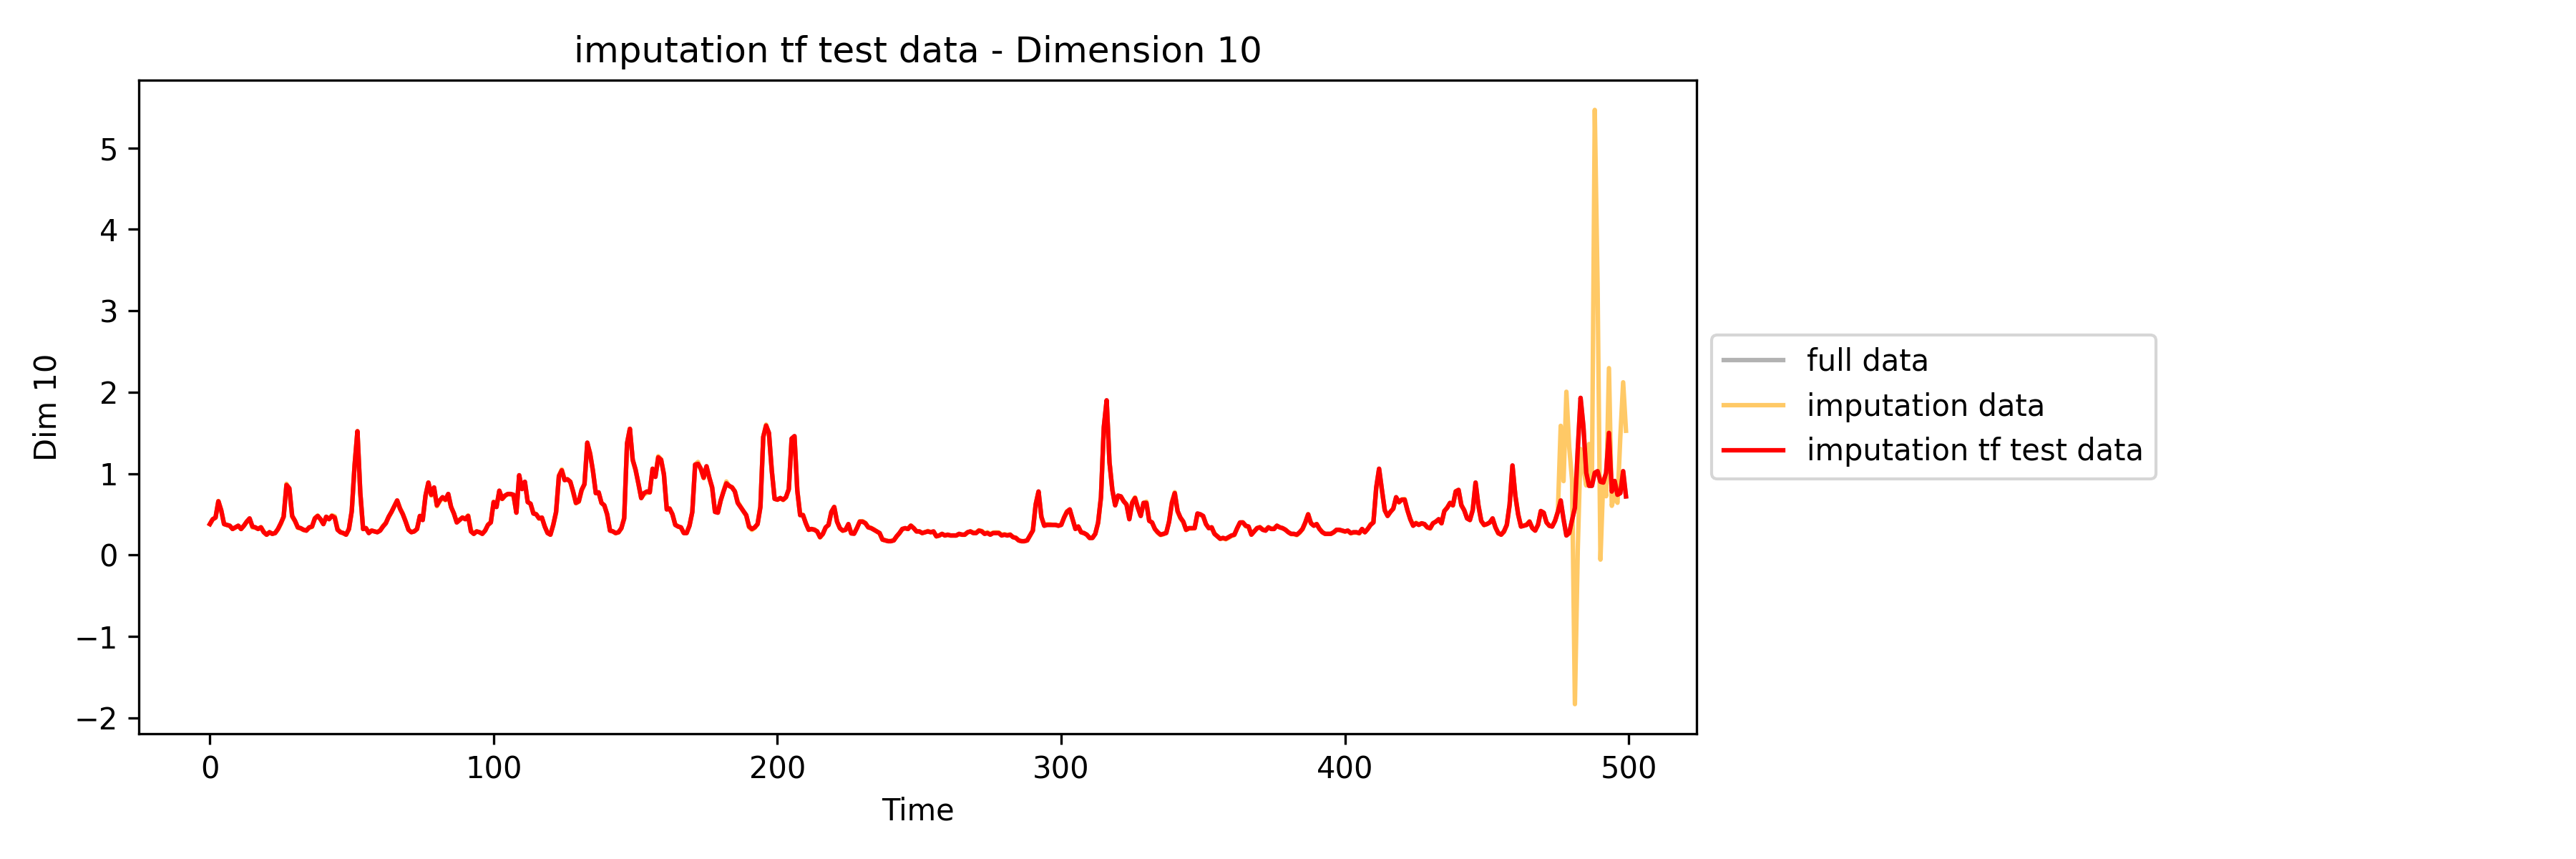 imputation tf test data - Dimension 10
Dim 10
5
4
3
2
1
0
−1
−2
0 100 200 300 400 500
Time
full data
imputation data
imputation tf test data